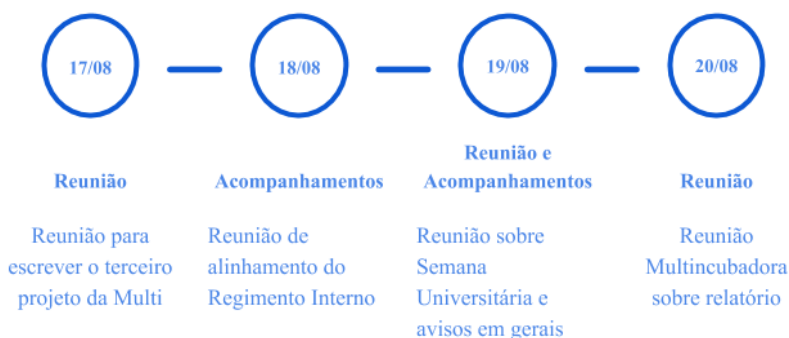 17/08
18/08
19/08
20/08
Reunião
Reunião para
escrever o terceiro
projeto da Multi
Acompanhamentos
Reunião de
alinhamento do
Regimento Interno
Reunião e
Acompanhamentos
Reunião sobre
Semana
Universitária e
avisos em gerais
Reunião
Reunião
Multincubadora
sobre relatório